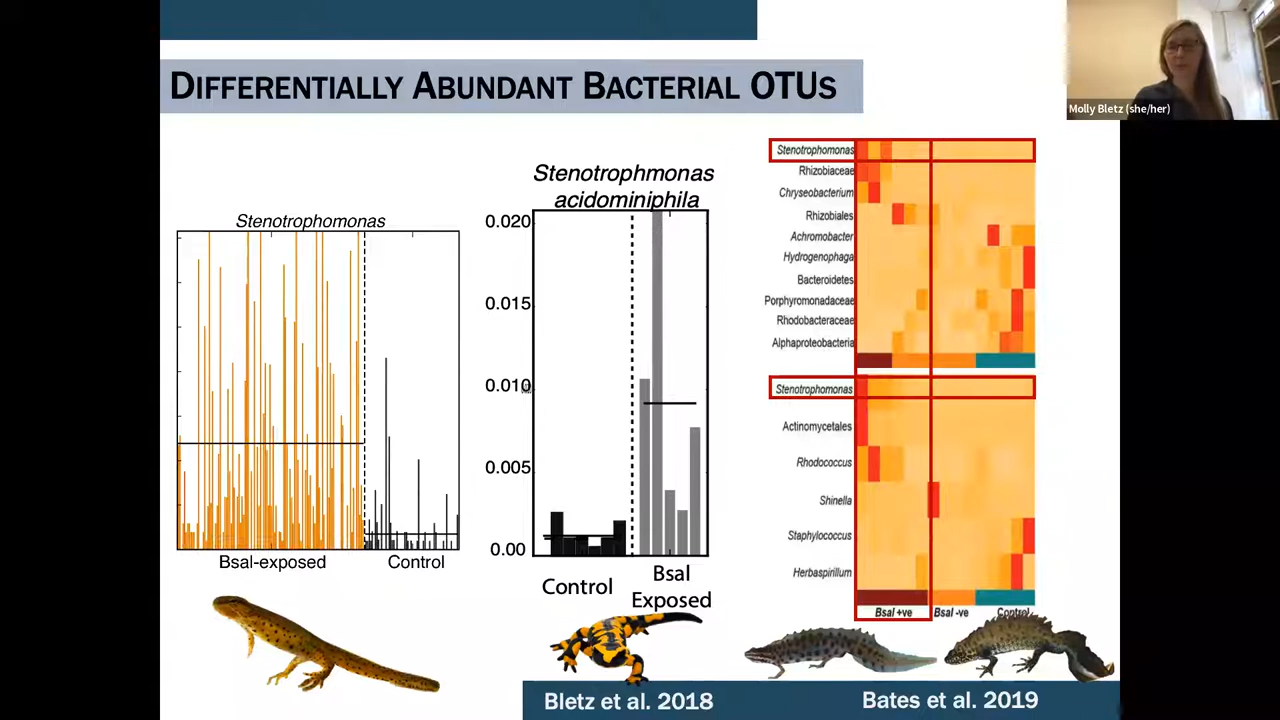 DIFFERENTIALLY ABUNDANT BACTERIAL OTUS
Molly Bletz (she/her)
Stenotrophomonas
Bsal-exposed
Control
Stenotrophmonas
acidominiphila
0.020
0.015
0.010
0.005
0.00
Control
Bsal
Exposed
Stenotrophomonas
Rhizobiaceae
Chryseobacterium
Rhizobiales
Achromobacter
Hydrogenophaga
Bacteroidetes
Porphyromonadaceae
Rhodobacteraceae
Alphaproteobacteria
Stenotrophomonas
Actinomycetales
Rhodococcus
Shinella
Staphylococcus
Herbaspirillum
Bsal +ve
Bsal -ve
Control
Bletz et al. 2018
Bates et al. 2019